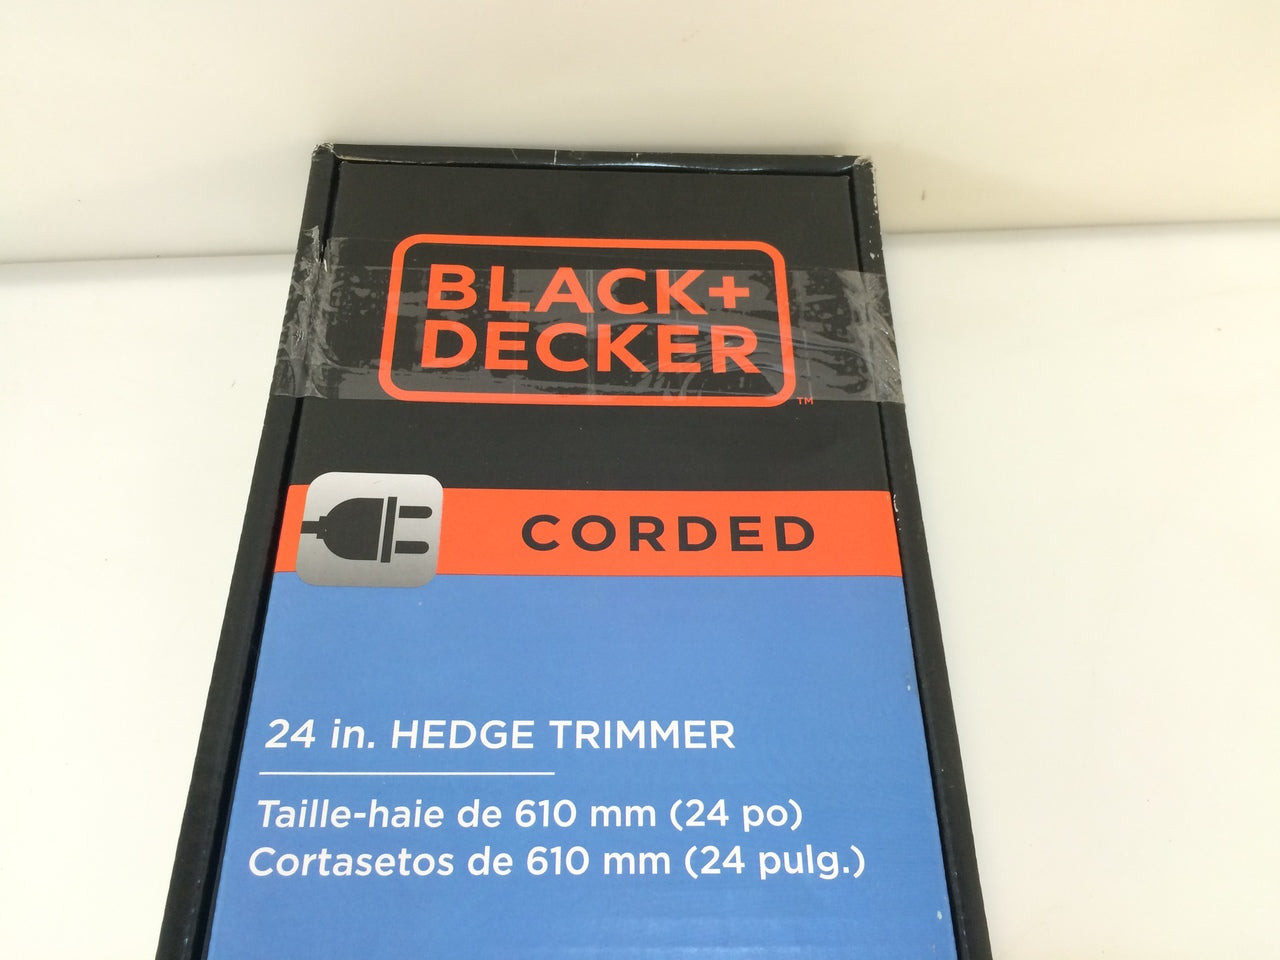 BLACK+
DECKER
TM
CORDED
24 in. HEDGE TRIMMER
Taille-haie de 610 mm (24 po)
Cortasetos de 610 mm (24 pulg.)